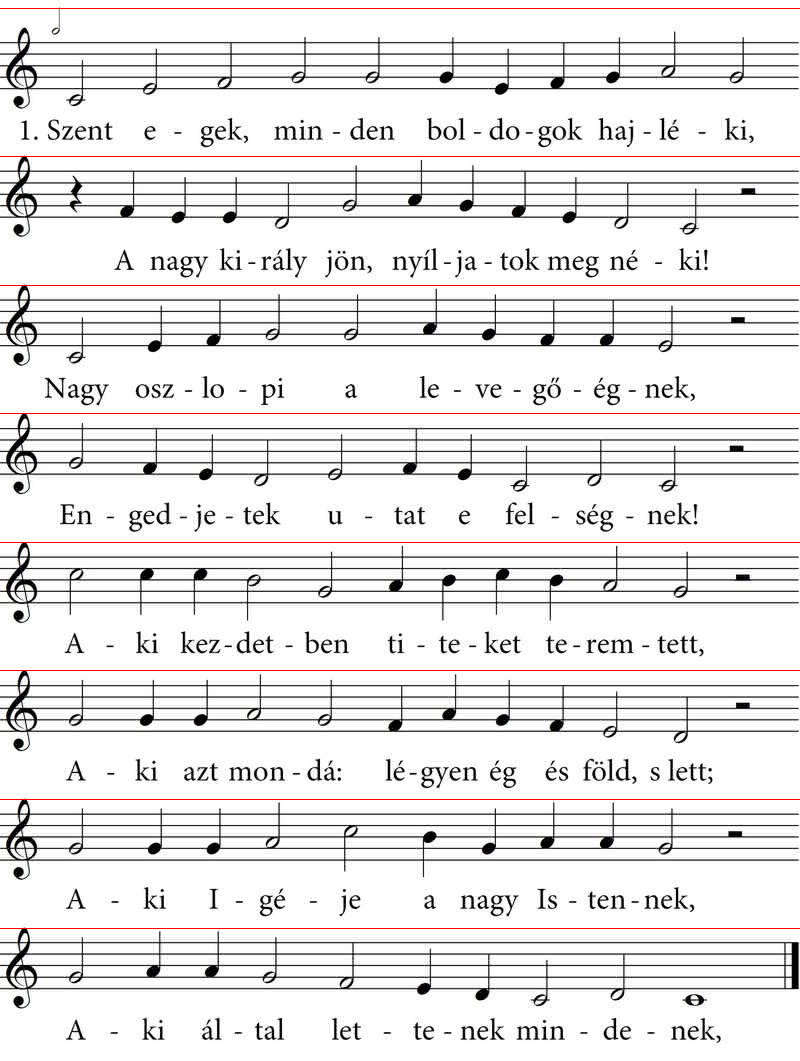 1. Szent e - gek, min - den bol - do - gok haj - lé - ki,
A nagy ki - rály jön, nyíl - ja - tok meg né - ki!
Nagy osz - lo - pi a le - ve - gő - ég - nek,
En - ged - je - tek u - tat e fel - ség - nek!
A - ki kez - det - ben ti - te - ket te - rem - tett,
A - ki azt mon - dá: lé - gyen ég és föld, s lett;
A - ki I - gé - je a nagy Is - ten - nek,
A - ki ál - tal let - te - nek min - de - nek,